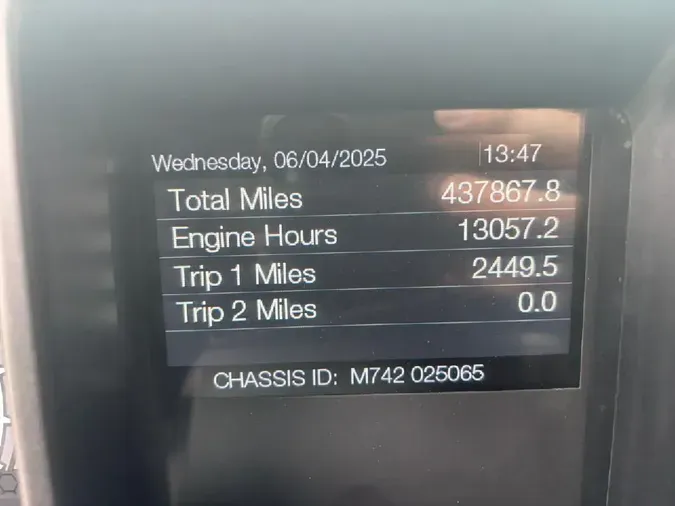 Wednesday, 06/04/2025 13:47
Total Miles 437867.8
Engine Hours 13057.2
Trip 1 Miles 2449.5
Trip 2 Miles 0.0
CHASSIS ID: M742 025065